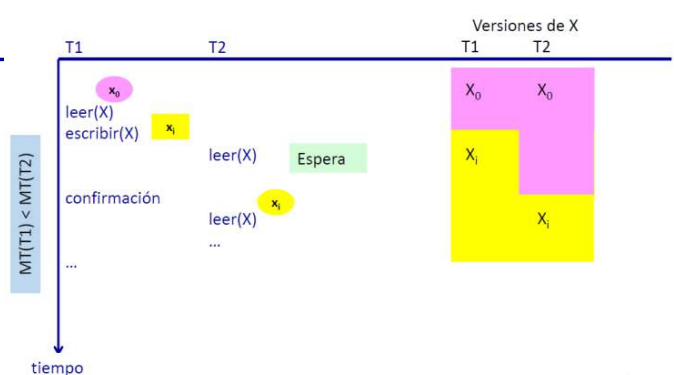 Versiones de X
T1 T2 T1 T2
x₀ X₀ X₀
leer(X)
escribir(X) xᵢ
leer(X) Espera Xᵢ
MT(T1) < MT(T2)
confirmación xᵢ
leer(X) Xᵢ
...
...
tiempo